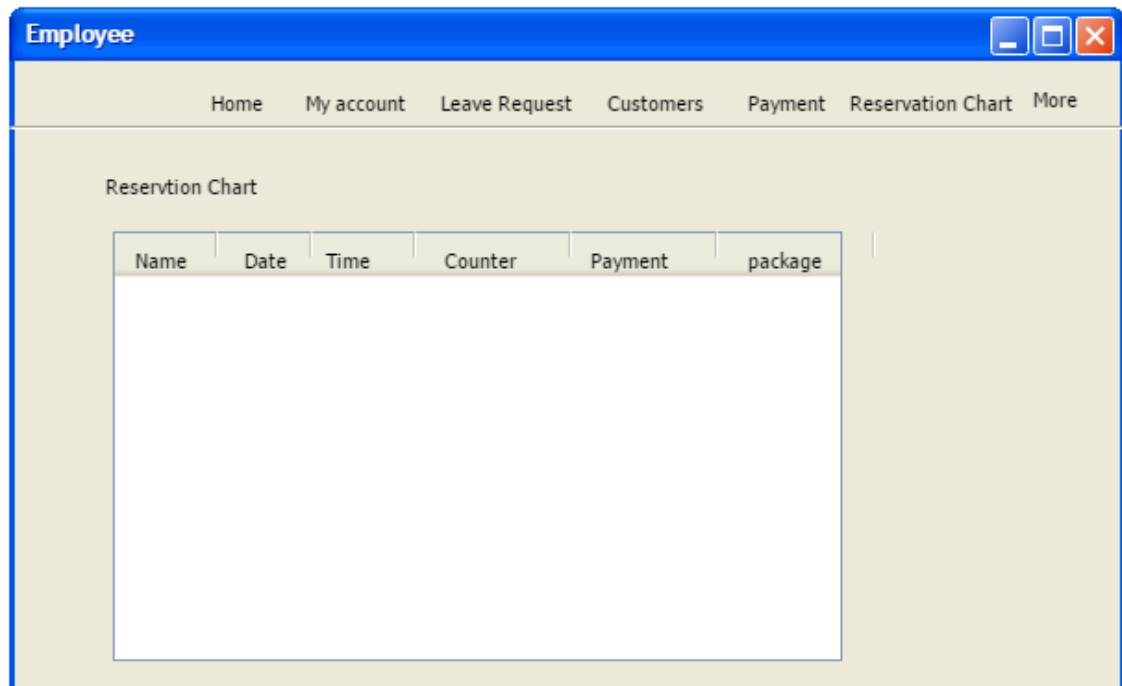 Employee
Home My account Leave Request Customers Payment Reservation Chart More
Reservtion Chart
Name Date Time Counter Payment package